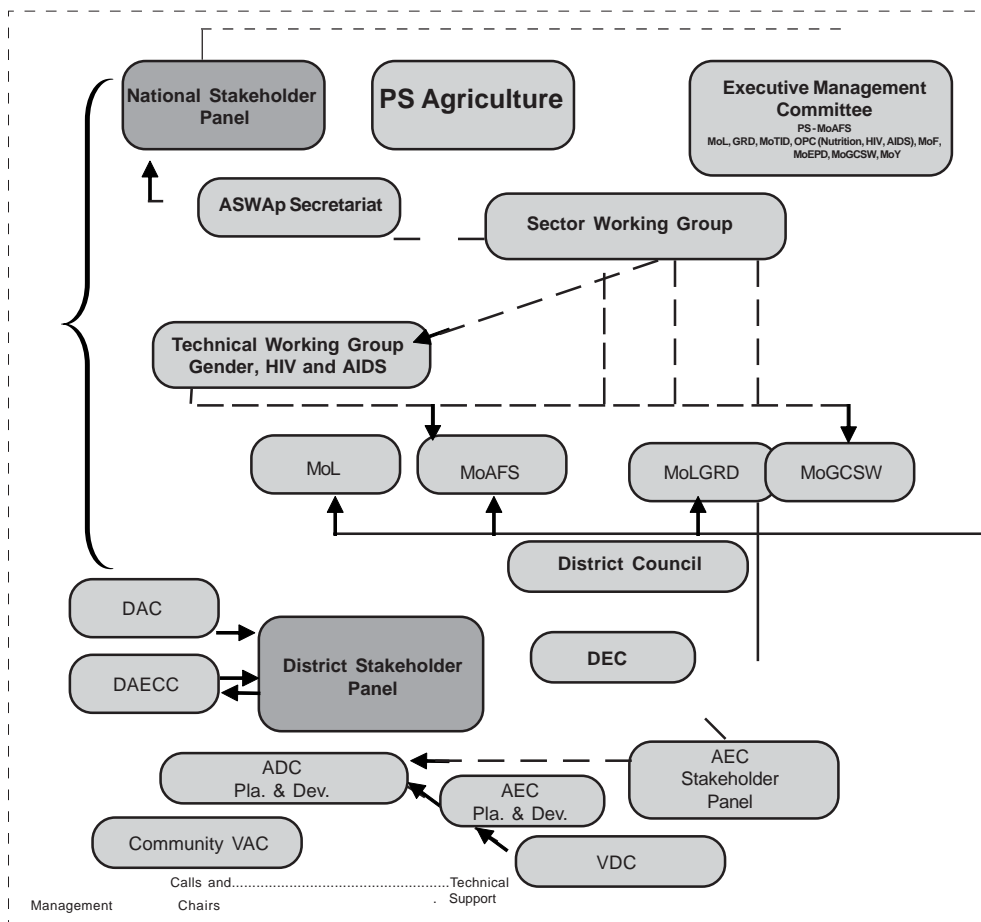 National Stakeholder
Panel
PS Agriculture
Executive Management
Committee
PS-MoAFS
MoL, GRD, MoTID, OPC (Nutrition, HIV, AIDS), MoF,
MoEPD, MoGCSW, MoY
ASWAp Secretariat
Sector Working Group
Technical Working Group
Gender, HIV and AIDS
MoL
MoAFS
MoLGRD
MoGCSW
District Council
DAC
DEC
DAECC
District Stakeholder
Panel
ADC
Pla. & Dev.
AEC
Pla. & Dev.
AEC
Stakeholder
Panel
Community VAC
VDC
Calls and.......................................................Technical
. Support
Management Chairs